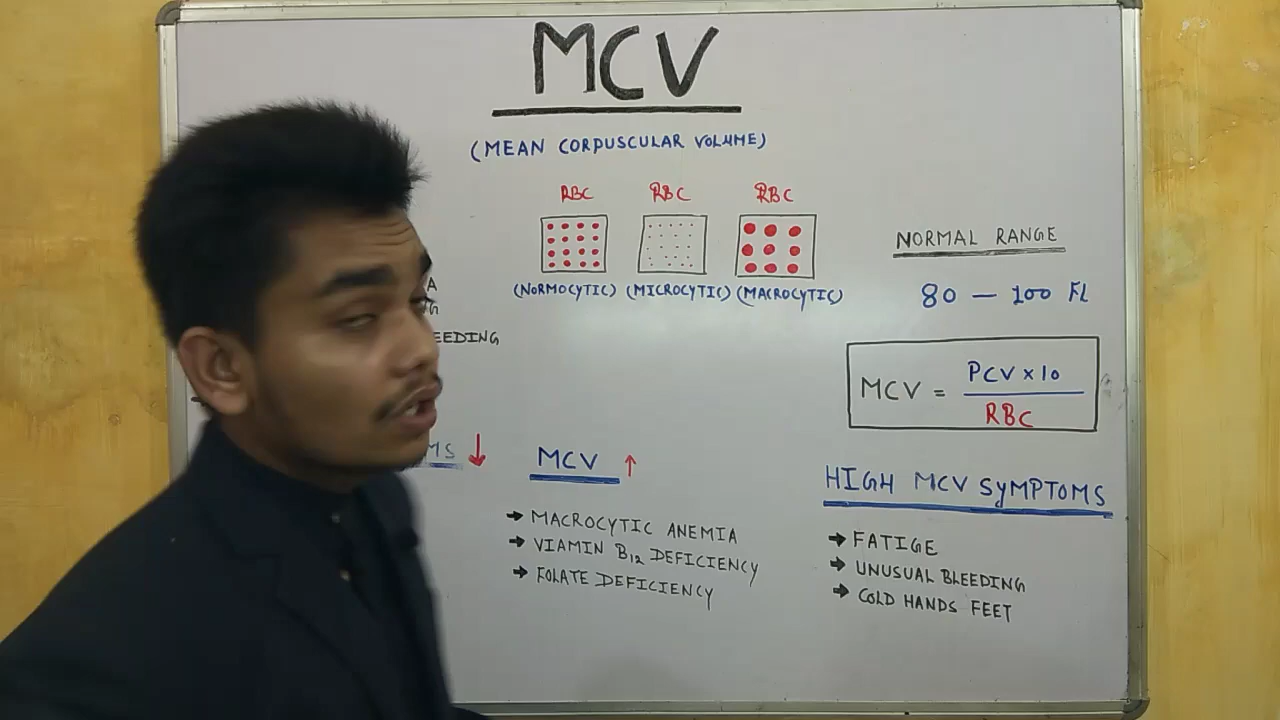 MCV
(MEAN CORPUSCULAR VOLUME)
RBC RBC RBC
(NORMOCYTIC) (MICROCYTIC) (MACROCYTIC)
NORMAL RANGE
80 — 100 FL
MCV = PCV × 10
RBC
MCV ↑
→ MACROCYTIC ANEMIA
→ VIAMIN B12 DEFICIENCY
→ FOLATE DEFICIENCY
HIGH MCV SYMPTOMS
→ FATIGE
→ UNUSUAL BLEEDING
→ COLD HANDS FEET